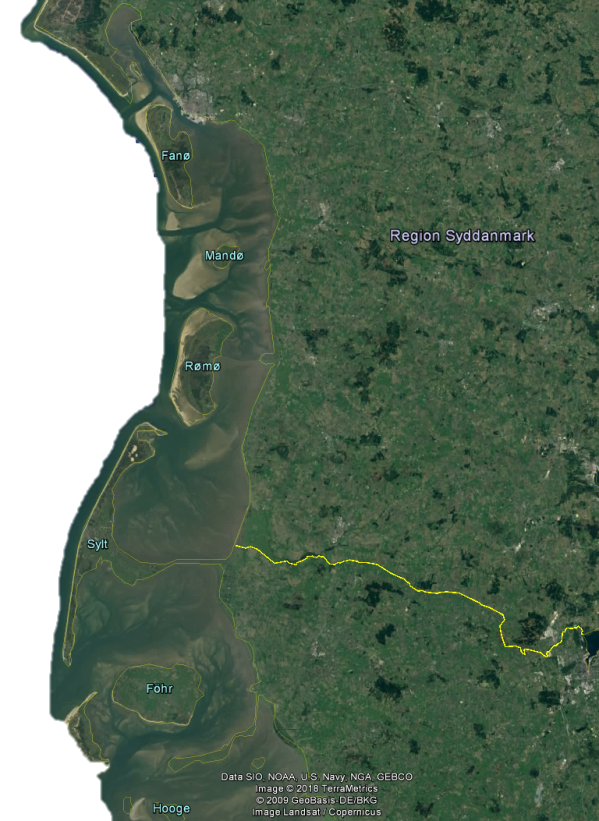 Fanø
Region Syddanmark
Mandø
Rømø
Sylt
Föhr
Data SIO, NOAA, U.S. Navy, NGA, GEBCO
Image © 2018 TerraMetrics
© 2009 GeoBasis-DE/BKG
Image Landsat / Copernicus
Hooge